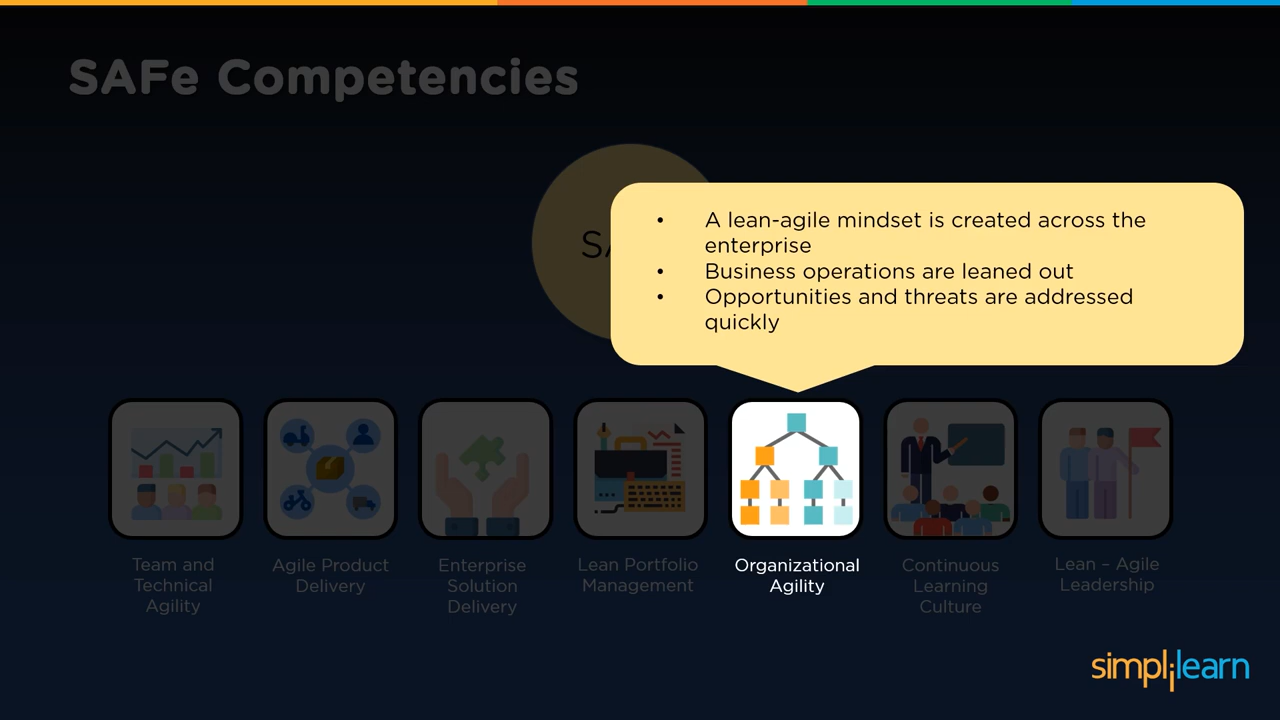 SAFe Competencies
• A lean-agile mindset is created across the
enterprise
• Business operations are leaned out
• Opportunities and threats are addressed
quickly
Team and
Technical
Agility
Agile Product
Delivery
Enterprise
Solution
Delivery
Lean Portfolio
Management
Organizational
Agility
Continuous
Learning
Culture
Lean – Agile
Leadership
simplilearn